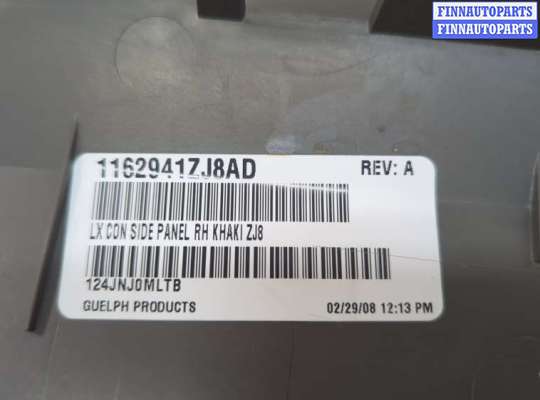 FINNAUTOPARTS
FINNAUTOPARTS
11629417J8AD REV: A
LX CON SIDE PANEL RH KHAKI ZJ8
124JNJ0MLTB
GUELPH PRODUCTS 02/29/08 12:13 PM